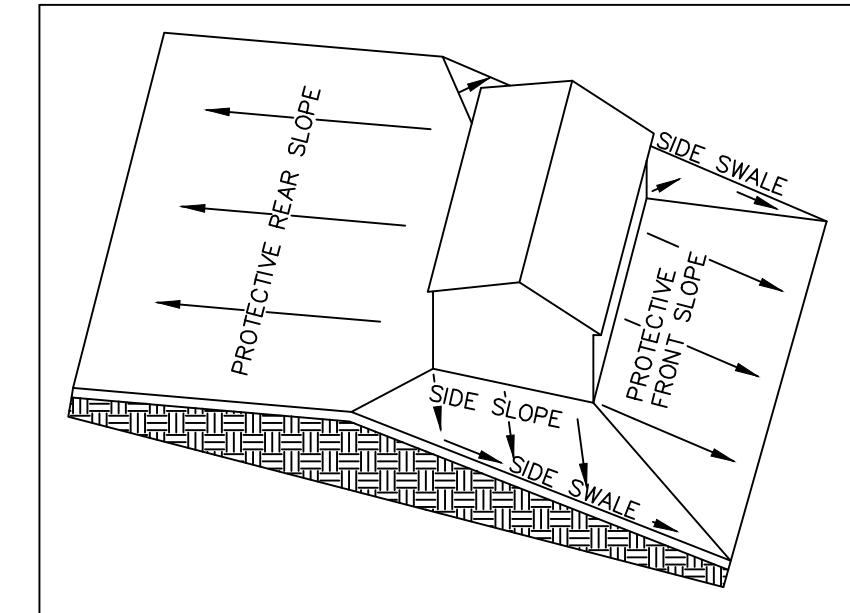 PROTECTIVE REAR SLOPE
SIDE SWALE
PROTECTIVE
FRONT SLOPE
SIDE SLOPE
SIDE SWALE